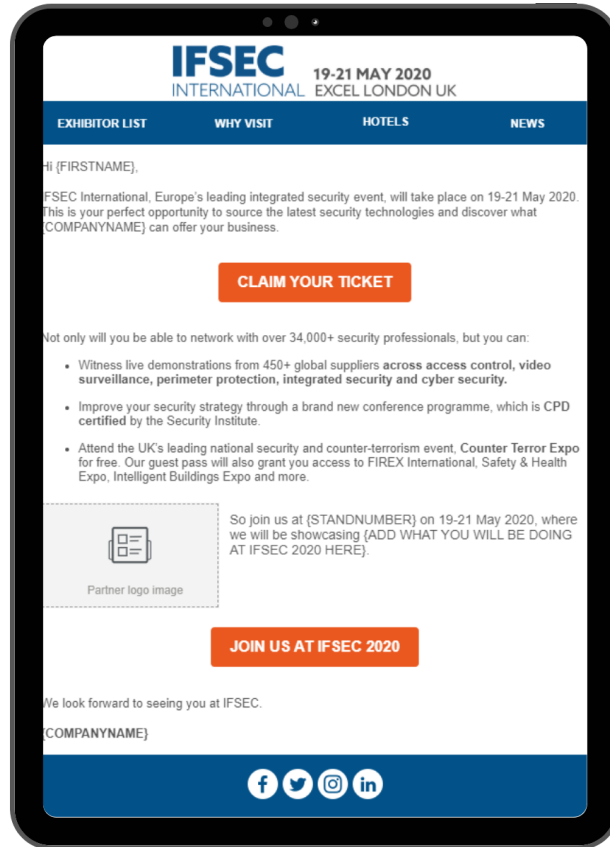 IFSEC
INTERNATIONAL
19-21 MAY 2020
EXCEL LONDON UK
EXHIBITOR LIST WHY VISIT HOTELS NEWS
Hi {FIRSTNAME},
IFSEC International, Europe's leading integrated security event, will take place on 19-21 May 2020.
This is your perfect opportunity to source the latest security technologies and discover what
{COMPANYNAME} can offer your business.
CLAIM YOUR TICKET
Not only will you be able to network with over 34,000+ security professionals, but you can:
• Witness live demonstrations from 450+ global suppliers across access control, video
surveillance, perimeter protection, integrated security and cyber security.
• Improve your security strategy through a brand new conference programme, which is CPD
certified by the Security Institute.
• Attend the UK's leading national security and counter-terrorism event, Counter Terror Expo
for free. Our guest pass will also grant you access to FIREX International, Safety & Health
Expo, Intelligent Buildings Expo and more.
Partner logo image
So join us at {STANDNUMBER} on 19-21 May 2020, where
we will be showcasing {ADD WHAT YOU WILL BE DOING
AT IFSEC 2020 HERE}.
JOIN US AT IFSEC 2020
We look forward to seeing you at IFSEC.
{COMPANYNAME}